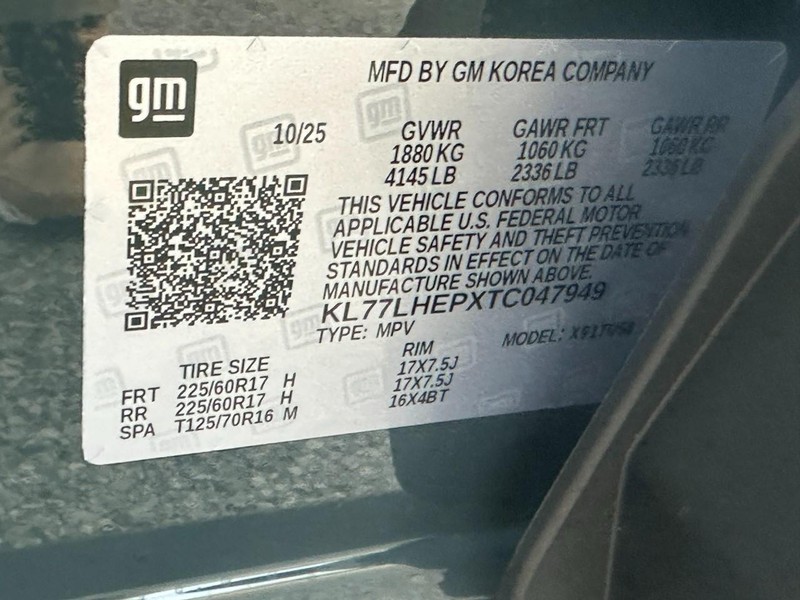 gm
MFD BY GM KOREA COMPANY
10/25 GVWR GAWR FRT GAWR RR
1880 KG 1060 KG 1060 KG
4145 LB 2336 LB 2336 LB
THIS VEHICLE CONFORMS TO ALL
APPLICABLE U.S. FEDERAL MOTOR
VEHICLE SAFETY AND THEFT PREVENTION
STANDARDS IN EFFECT ON THE DATE OF
MANUFACTURE SHOWN ABOVE.
KL77LHEPXTC047949
TYPE: MPV MODEL:
TIRE SIZE RIM
FRT 225/60R17 H 17X7.5J
RR 225/60R17 H 17X7.5J
SPA T125/70R16 M 16X4BT